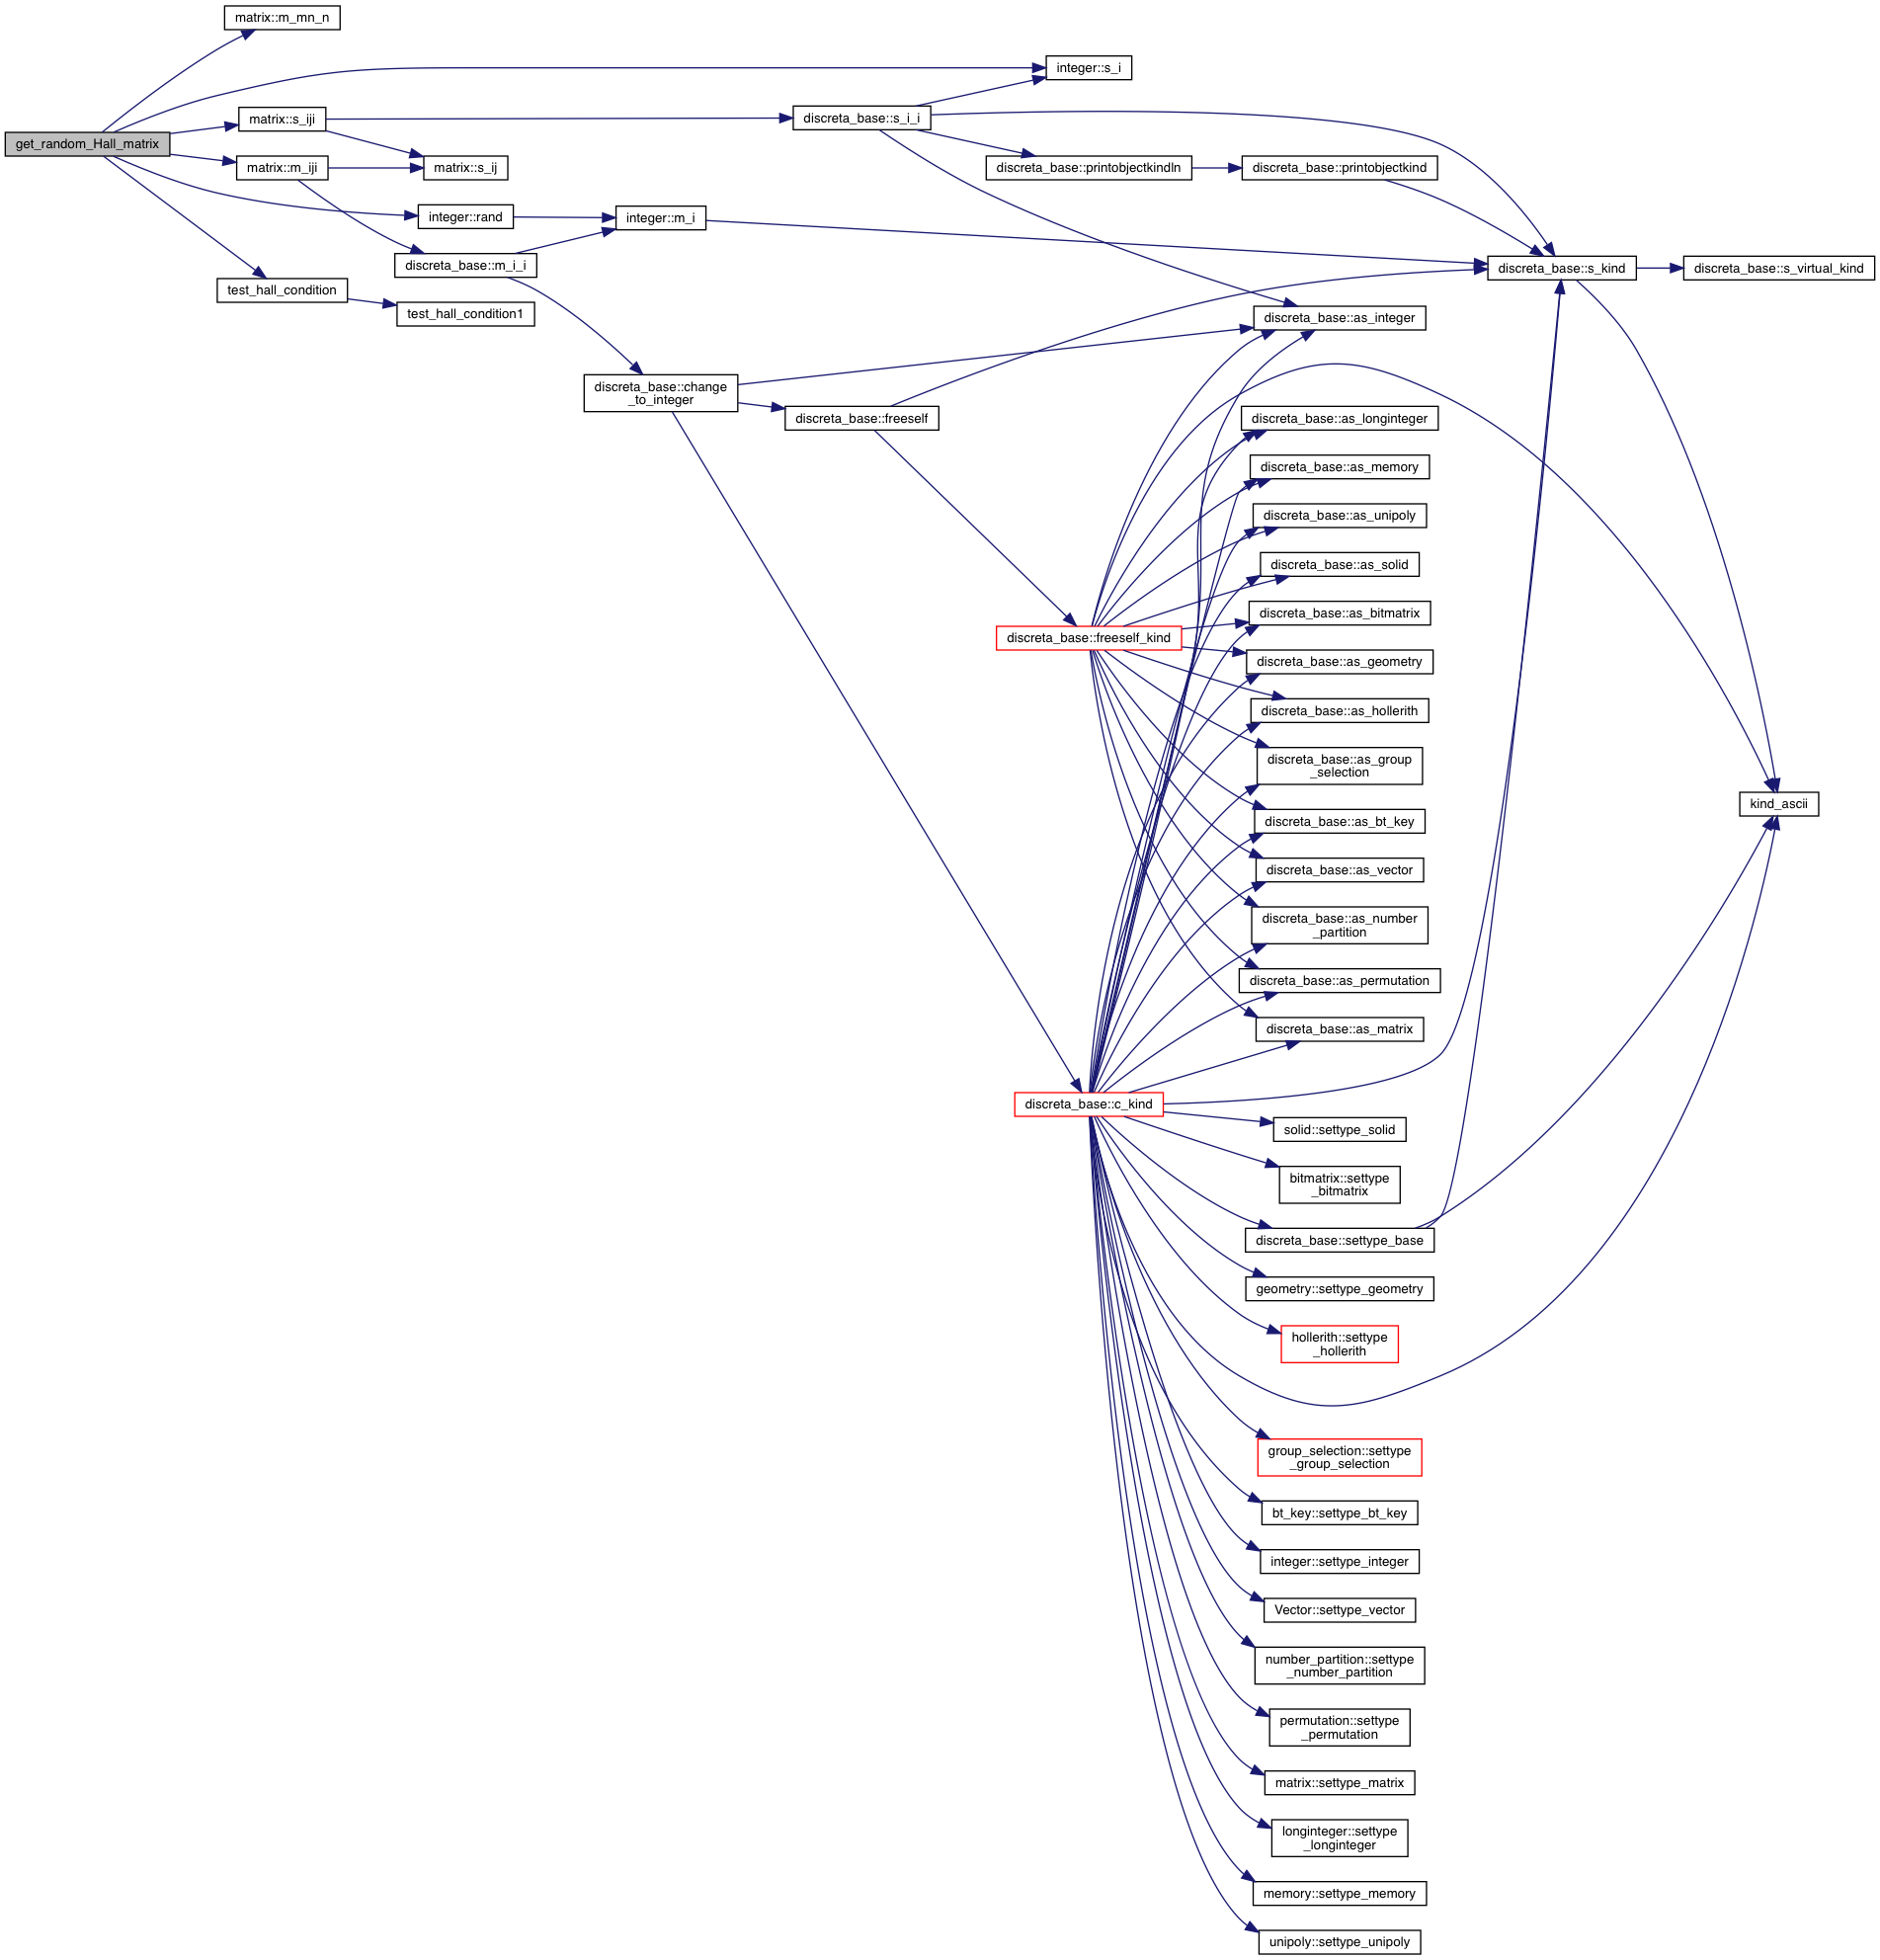 matrix::m_mn_n
integer::s_i
matrix::s_iji
discreta_base::s_i_i
get_random_Hall_matrix
matrix::m_iji
matrix::s_ij
discreta_base::printobjectkindln
discreta_base::printobjectkind
integer::rand
integer::m_i
discreta_base::m_i_i
discreta_base::s_kind
discreta_base::s_virtual_kind
test_hall_condition
test_hall_condition1
discreta_base::as_integer
discreta_base::change
_to_integer
discreta_base::freeself
discreta_base::as_longinteger
discreta_base::as_memory
discreta_base::as_unipoly
discreta_base::as_solid
discreta_base::as_bitmatrix
discreta_base::freeself_kind
discreta_base::as_geometry
discreta_base::as_hollerith
discreta_base::as_group
_selection
kind_ascii
discreta_base::as_bt_key
discreta_base::as_vector
discreta_base::as_number
_partition
discreta_base::as_permutation
discreta_base::as_matrix
discreta_base::c_kind
solid::settype_solid
bitmatrix::settype
_bitmatrix
discreta_base::settype_base
geometry::settype_geometry
hollerith::settype
_hollerith
group_selection::settype
_group_selection
bt_key::settype_bt_key
integer::settype_integer
Vector::settype_vector
number_partition::settype
_number_partition
permutation::settype
_permutation
matrix::settype_matrix
longinteger::settype
_longinteger
memory::settype_memory
unipoly::settype_unipoly